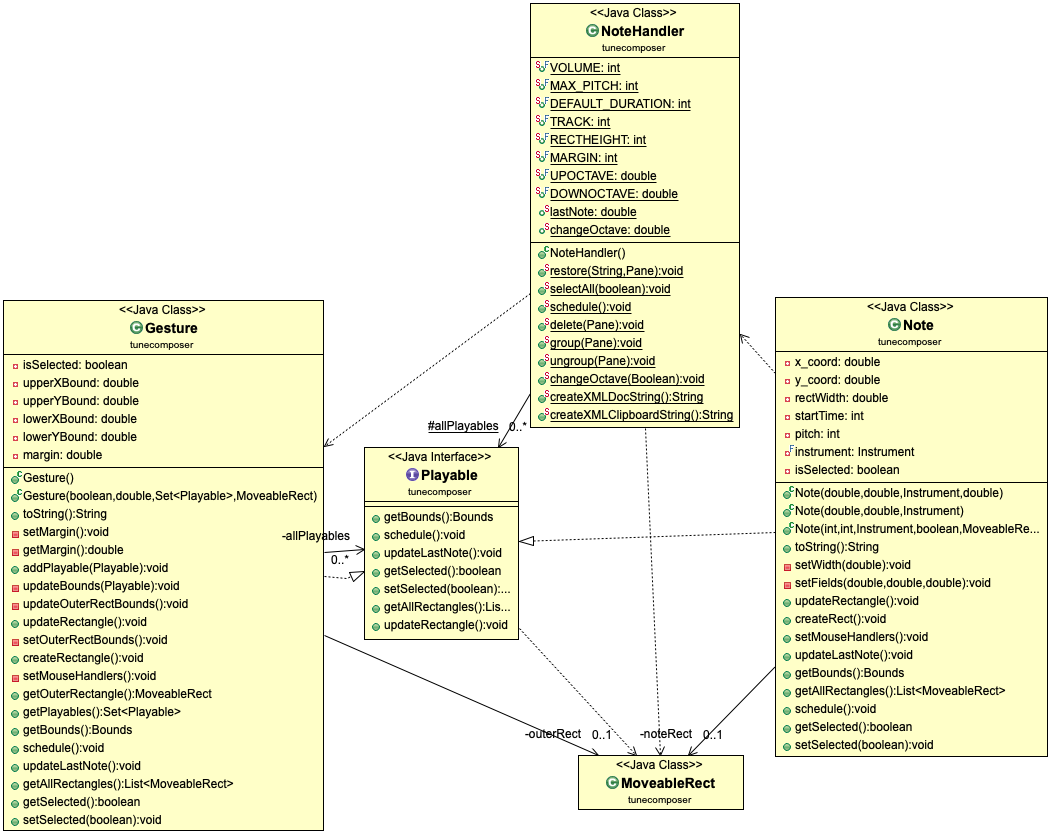 <<Java Class>>
NoteHandler
tunecomposer
VOLUME: int
MAX_PITCH: int
DEFAULT_DURATION: int
TRACK: int
RECTHEIGHT: int
MARGIN: int
UPOCTAVE: double
DOWNOCTAVE: double
lastNote: double
changeOctave: double
NoteHandler()
restore(String,Pane):void
selectAll(boolean):void
schedule():void
delete(Pane):void
group(Pane):void
ungroup(Pane):void
changeOctave(Boolean):void
createXMLDocString():String
createXMLClipboardString():String
<<Java Class>>
Gesture
tunecomposer
isSelected: boolean
upperXBound: double
upperYBound: double
lowerXBound: double
lowerYBound: double
margin: double
Gesture()
Gesture(boolean,double,Set<Playable>,MoveableRect)
toString():String
setMargin():void
getMargin():double
addPlayable(Playable):void
updateBounds(Playable):void
updateOuterRectBounds():void
updateRectangle():void
setOuterRectBounds():void
createRectangle():void
setMouseHandlers():void
getOuterRectangle():MoveableRect
getPlayables():Set<Playable>
getBounds():Bounds
schedule():void
updateLastNote():void
getAllRectangles():List<MoveableRect>
getSelected():boolean
setSelected(boolean):void
#allPlayables 0..*
-allPlayables
0..*
<<Java Interface>>
Playable
tunecomposer
getBounds():Bounds
schedule():void
updateLastNote():void
getSelected():boolean
setSelected(boolean):...
getAllRectangles():Lis...
updateRectangle():void
<<Java Class>>
Note
tunecomposer
x_coord: double
y_coord: double
rectWidth: double
startTime: int
pitch: int
instrument: Instrument
isSelected: boolean
Note(double,double,Instrument,double)
Note(double,double,Instrument)
Note(int,int,Instrument,boolean,MoveableRe...
toString():String
setWidth(double):void
setFields(double,double,double):void
updateRectangle():void
createRect():void
setMouseHandlers():void
updateLastNote():void
getBounds():Bounds
getAllRectangles():List<MoveableRect>
schedule():void
getSelected():boolean
setSelected(boolean):void
-outerRect 0..1
-noteRect 0..1
<<Java Class>>
MoveableRect
tunecomposer